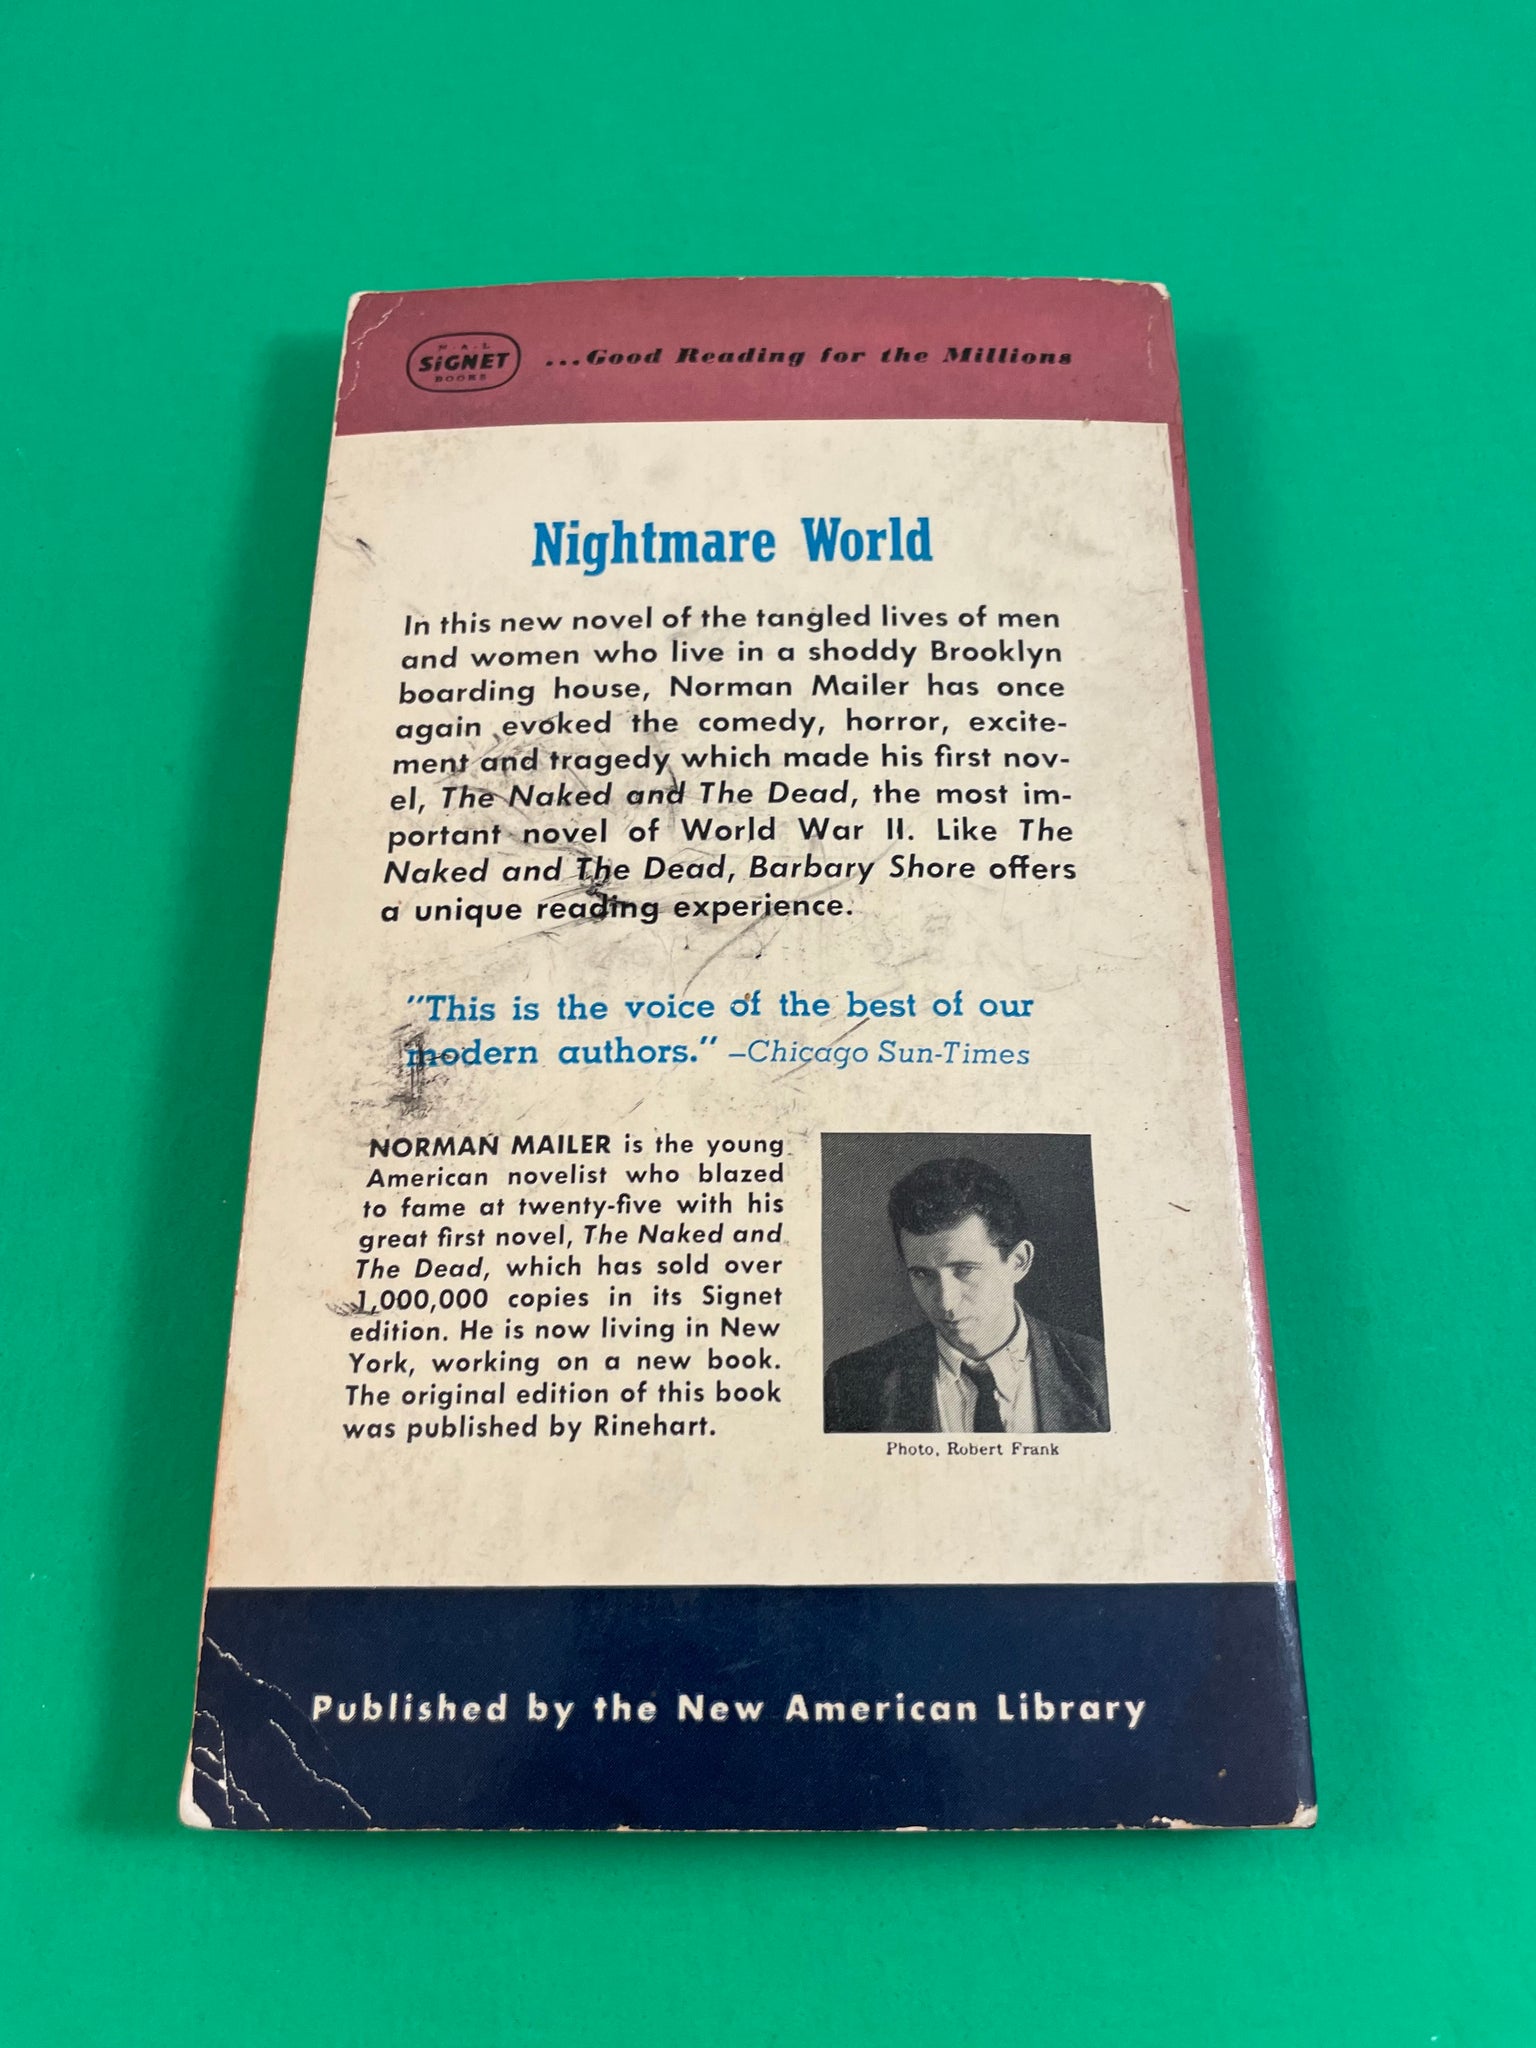 N·A·L
SiGNET
BOOKS
...Good Reading for the Millions
Nightmare World
In this new novel of the tangled lives of men
and women who live in a shoddy Brooklyn
boarding house, Norman Mailer has once
again evoked the comedy, horror, excite-
ment and tragedy which made his first nov-
el, The Naked and The Dead, the most im-
portant novel of World War II. Like The
Naked and The Dead, Barbary Shore offers
a unique reading experience.
"This is the voice of the best of our
modern authors." —Chicago Sun-Times
NORMAN MAILER is the young
American novelist who blazed
to fame at twenty-five with his
great first novel, The Naked and
The Dead, which has sold over
1,000,000 copies in its Signet
edition. He is now living in New
York, working on a new book.
The original edition of this book
was published by Rinehart.
Photo, Robert Frank
Published by the New American Library